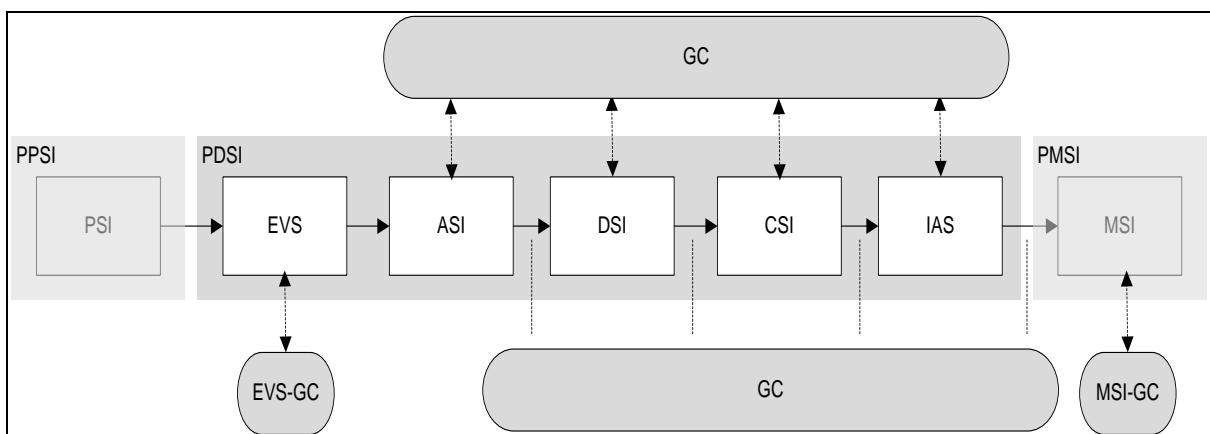 GC
PPSI
PDSI
PMSI
PSI
EVS
ASI
DSI
CSI
IAS
MSI
EVS-GC
GC
MSI-GC